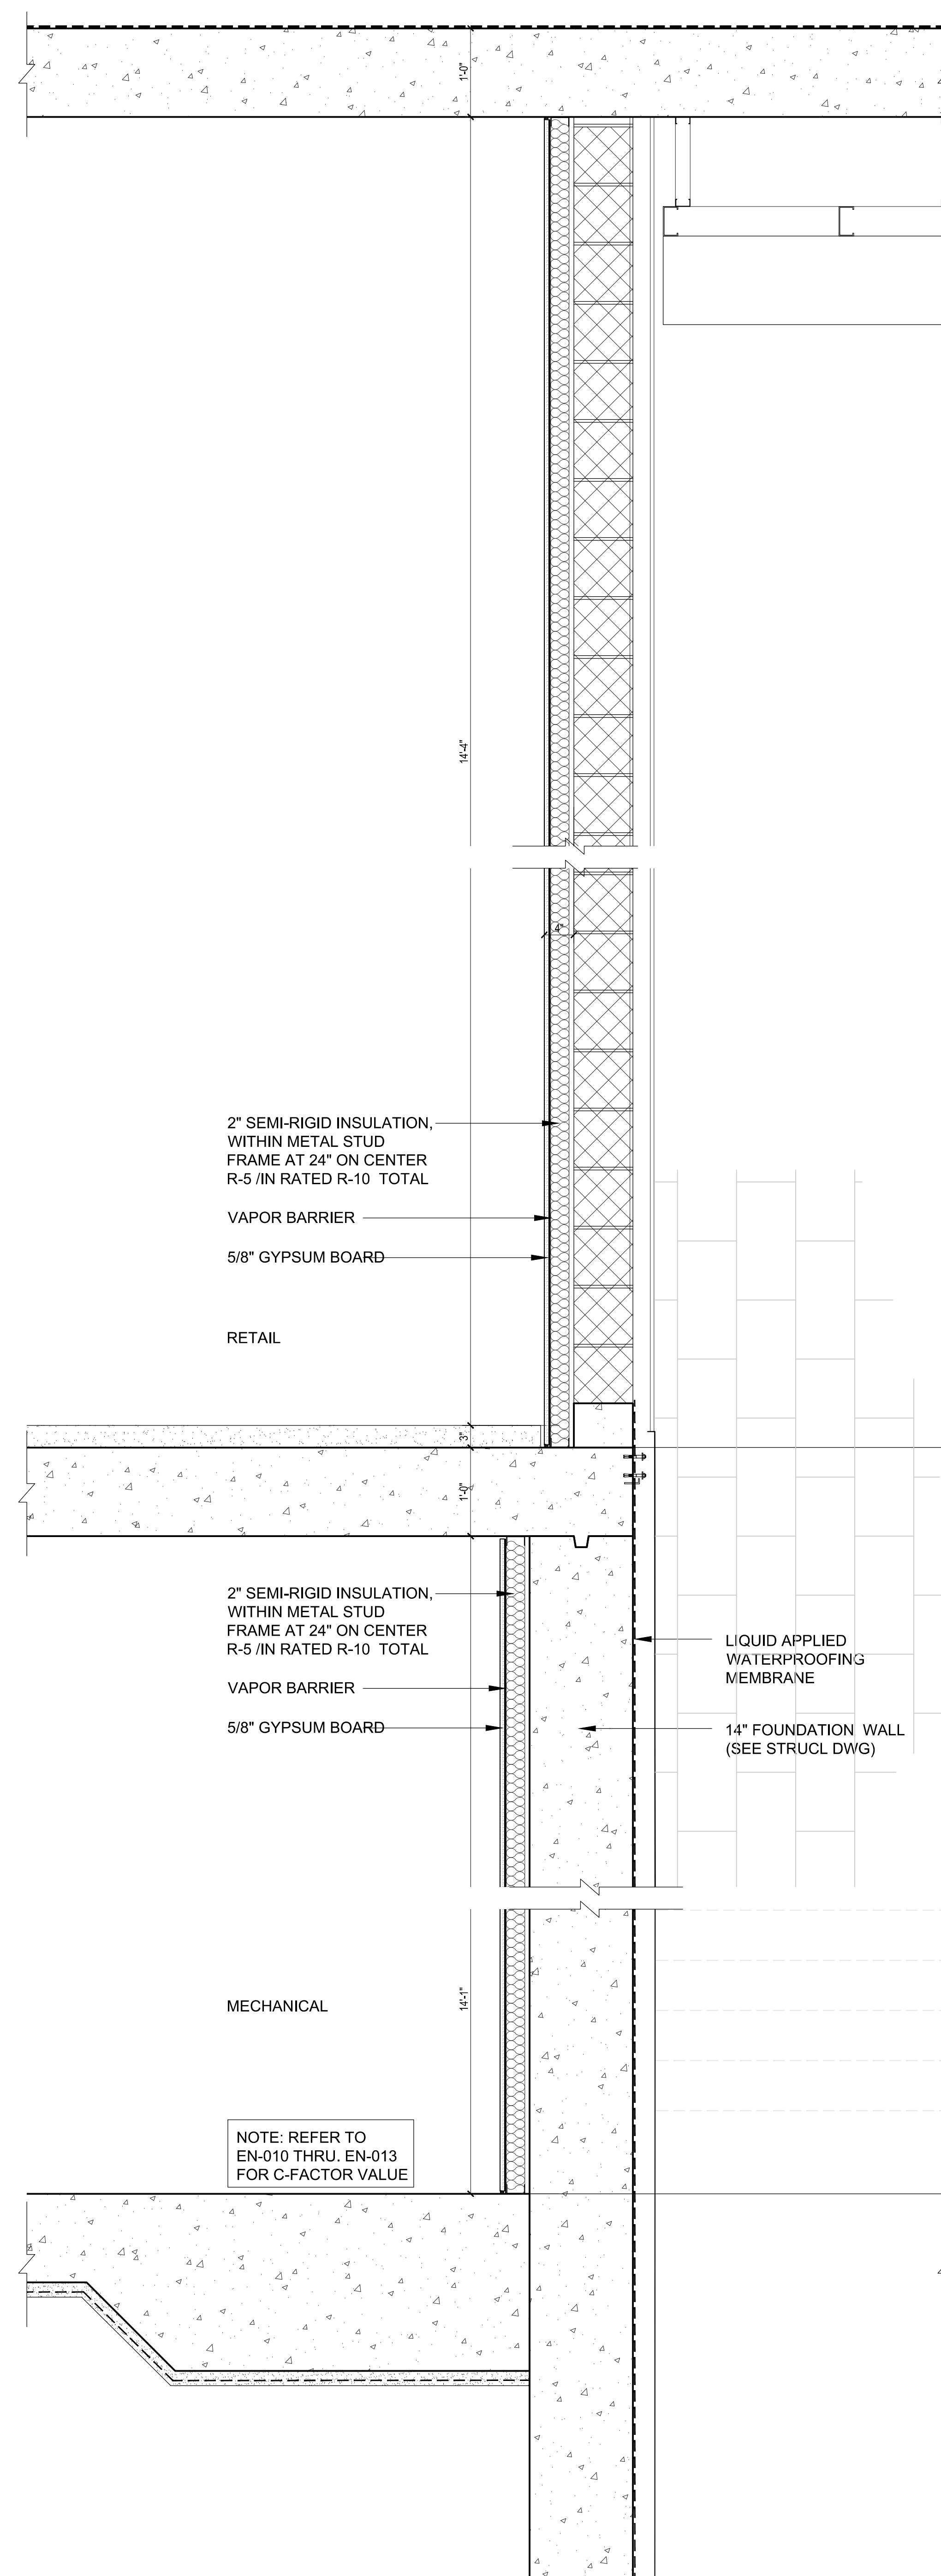 1'-0"
14'-4"
4"
2" SEMI-RIGID INSULATION,
WITHIN METAL STUD
FRAME AT 24" ON CENTER
R-5 /IN RATED R-10 TOTAL
VAPOR BARRIER
5/8" GYPSUM BOARD
RETAIL
3"
1'-0"
2" SEMI-RIGID INSULATION,
WITHIN METAL STUD
FRAME AT 24" ON CENTER
R-5 /IN RATED R-10 TOTAL
VAPOR BARRIER
5/8" GYPSUM BOARD
LIQUID APPLIED
WATERPROOFING
MEMBRANE
14" FOUNDATION WALL
(SEE STRUCL DWG)
14'-1"
MECHANICAL
NOTE: REFER TO
EN-010 THRU. EN-013
FOR C-FACTOR VALUE